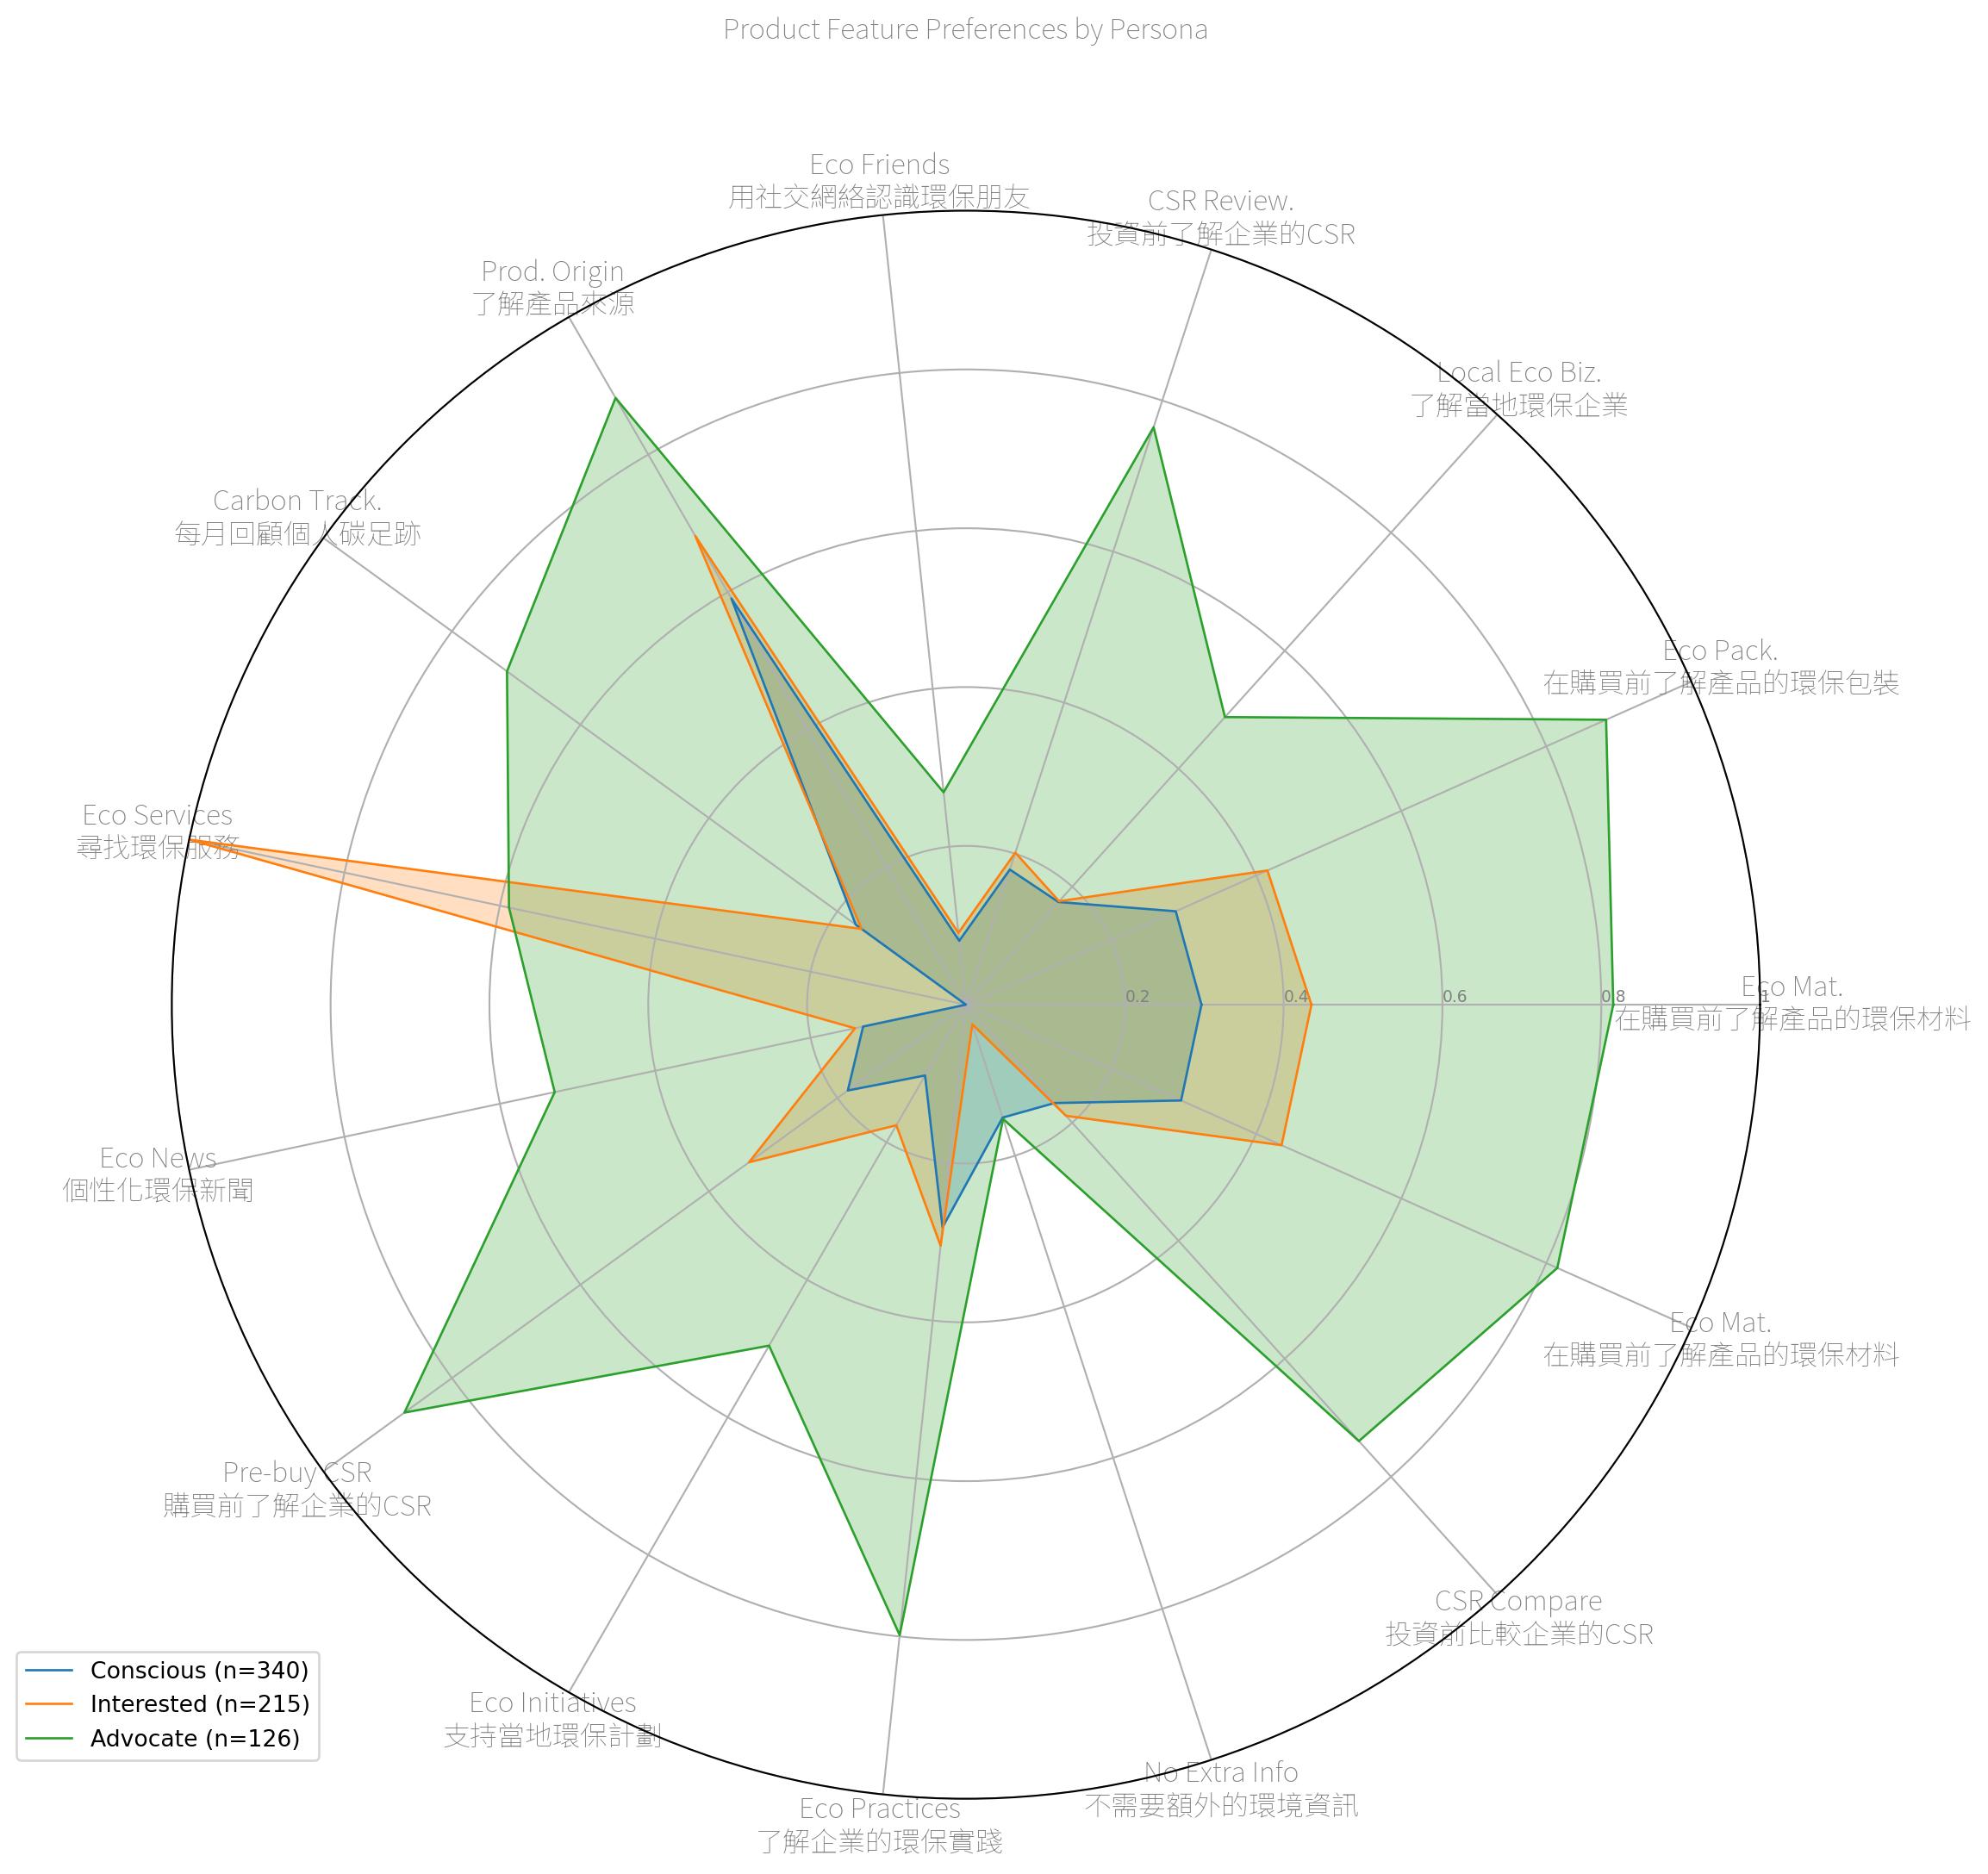 Product Feature Preferences by Persona
Eco Friends
用社交網絡認識環保朋友
CSR Review.
投資前了解企業的CSR
Prod. Origin
了解產品來源
Local Eco Biz.
了解當地環保企業
Carbon Track.
每月回顧個人碳足跡
Eco Pack.
在購買前了解產品的環保包裝
Eco Services
尋找環保服務
0.2
0.4
0.6
0.8
1
Eco Mat.
在購買前了解產品的環保材料
Eco News
個性化環保新聞
Eco Mat.
在購買前了解產品的環保材料
Pre-buy CSR
購買前了解企業的CSR
CSR Compare
投資前比較企業的CSR
Eco Initiatives
支持當地環保計劃
No Extra Info
不需要額外的環境資訊
Eco Practices
了解企業的環保實踐
Conscious (n=340)
Interested (n=215)
Advocate (n=126)